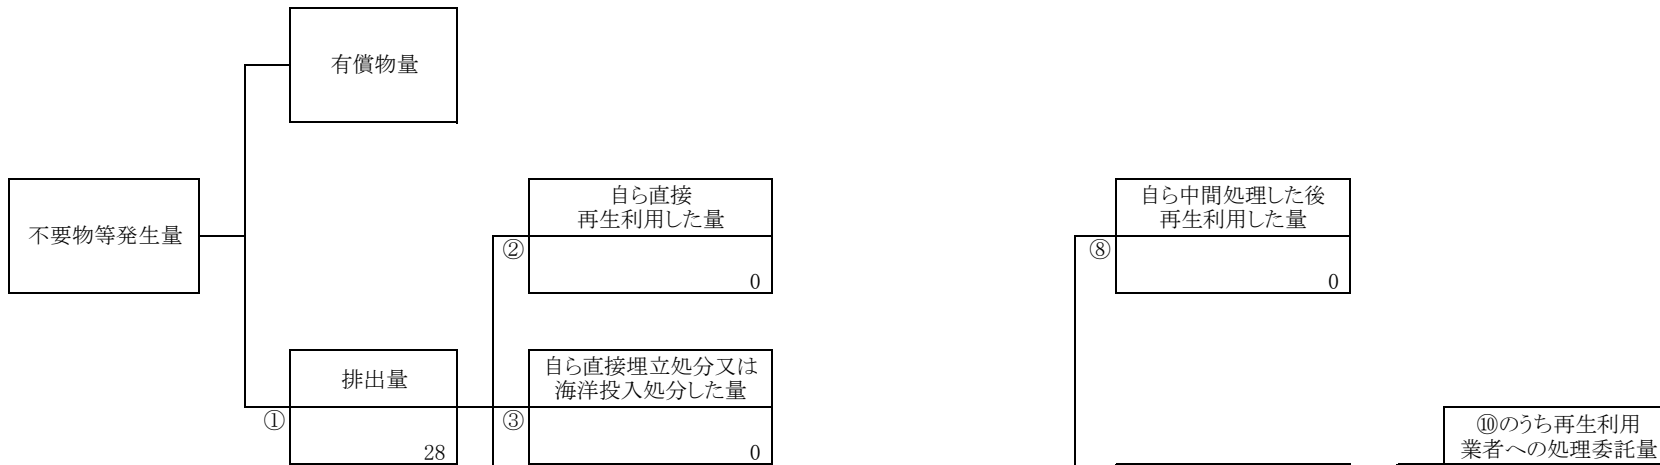 有償物量
不要物等発生量
自ら直接
再生利用した量
②
0
自ら中間処理した後
再生利用した量
⑧
0
排出量
①
28
自ら直接埋立処分又は
海洋投入処分した量
③
0
⑩のうち再生利用
業者への処理委託量